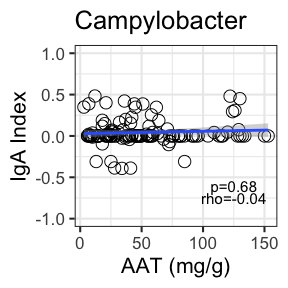 Campylobacter
1.0
0.5
0.0
-0.5
-1.0
IgA Index
p=0.68
rho=-0.04
0 50 100 150
AAT (mg/g)